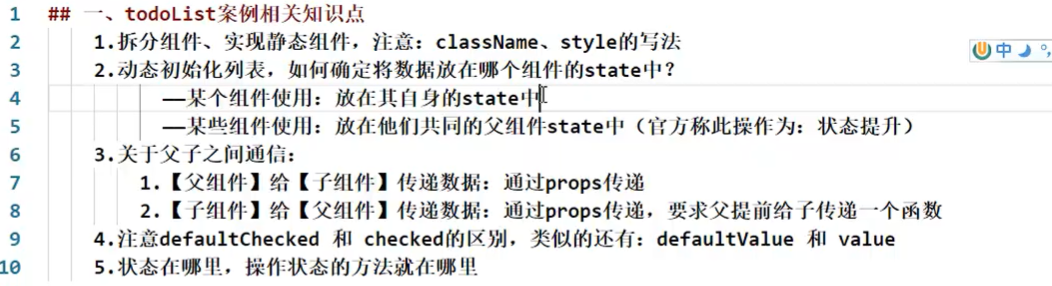 1 ## 一、todoList案例相关知识点
2 1.拆分组件、实现静态组件，注意：className、style的写法
3 2.动态初始化列表，如何确定将数据放在哪个组件的state中？
4 ——某个组件使用：放在其自身的state中
5 ——某些组件使用：放在他们共同的父组件state中（官方称此操作为：状态提升）
6 3.关于父子之间通信：
7 1.【父组件】给【子组件】传递数据：通过props传递
8 2.【子组件】给【父组件】传递数据：通过props传递，要求父提前给子传递一个函数
9 4.注意defaultChecked 和 checked的区别，类似的还有：defaultValue 和 value
10 5.状态在哪里，操作状态的方法就在哪里
中